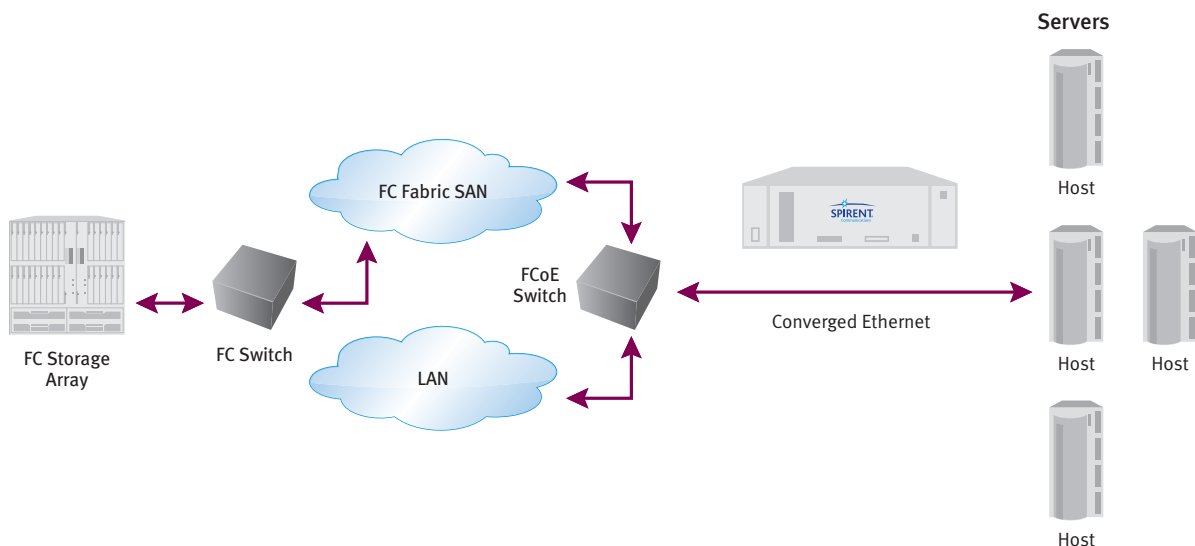 Servers
Host
FC Fabric SAN
SPIRENT
Communications
FCoE
Switch
Converged Ethernet
Host
Host
FC Storage
Array
FC Switch
LAN
Host